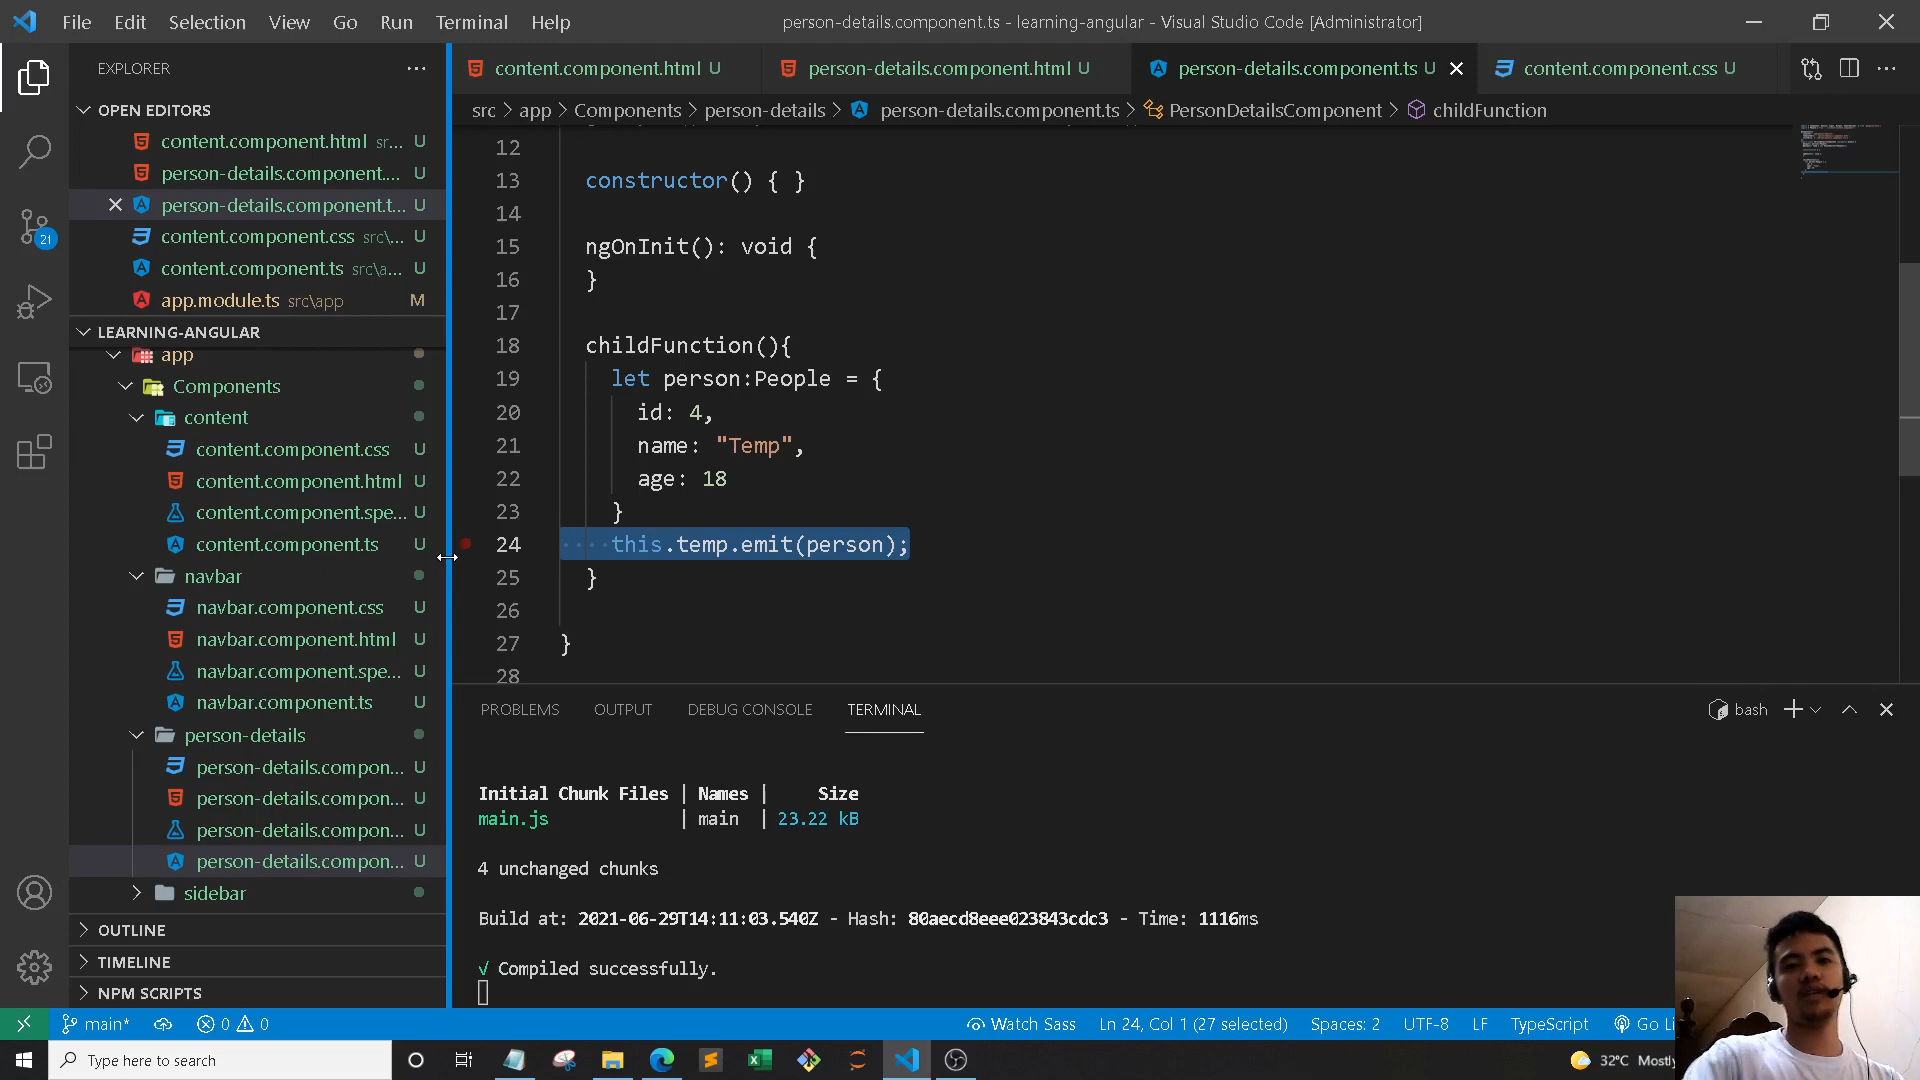 File Edit Selection View Go Run Terminal Help
person-details.component.ts - learning-angular - Visual Studio Code [Administrator]
EXPLORER
OPEN EDITORS
content.component.html sr... U
person-details.component.... U
person-details.component.t... U
content.component.css src\... U
content.component.ts src\a... U
app.module.ts src\app M
LEARNING-ANGULAR
app
Components
content
content.component.css U
content.component.html U
content.component.spe... U
content.component.ts U
navbar
navbar.component.css U
navbar.component.html U
navbar.component.spe... U
navbar.component.ts U
person-details
person-details.compon... U
person-details.compon... U
person-details.compon... U
person-details.compon... U
sidebar
OUTLINE
TIMELINE
NPM SCRIPTS
21
content.component.html U
person-details.component.html U
person-details.component.ts U
content.component.css U
src > app > Components > person-details > person-details.component.ts > PersonDetailsComponent > childFunction
12
13 constructor() { }
14
15 ngOnInit(): void {
16 }
17
18 childFunction(){
19 let person:People = {
20 id: 4,
21 name: "Temp",
22 age: 18
23 }
24 this.temp.emit(person);
25 }
26
27 }
28
PROBLEMS OUTPUT DEBUG CONSOLE TERMINAL
bash
Initial Chunk Files | Names | Size
main.js | main | 23.22 kB
4 unchanged chunks
Build at: 2021-06-29T14:11:03.540Z - Hash: 80aecd8eee023843cdc3 - Time: 1116ms
√ Compiled successfully.
main* 0 0
Watch Sass Ln 24, Col 1 (27 selected) Spaces: 2 UTF-8 LF TypeScript Go Li
Type here to search
32°C Mostly